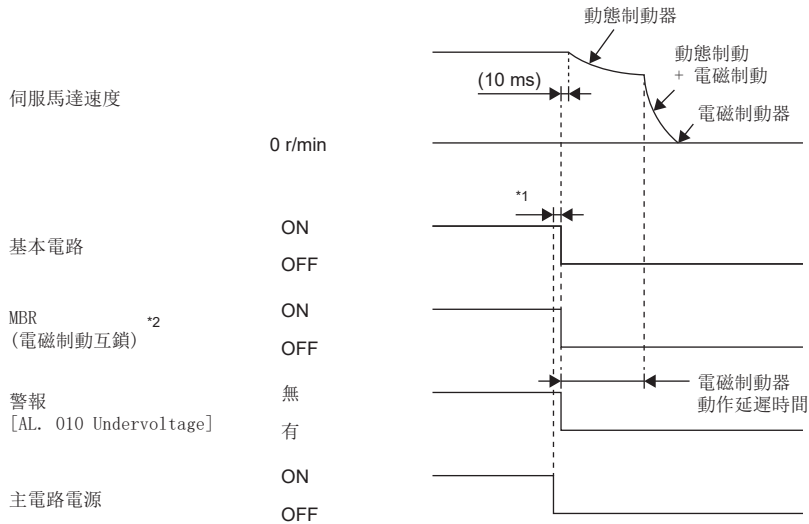 動態制動器
動態制動
+ 電磁制動
(10 ms)
伺服馬達速度
電磁制動器
0 r/min
*1
ON
基本電路
OFF
MBR *2
ON
(電磁制動互鎖)
OFF
電磁制動器
動作延遲時間
警報
無
[AL. 010 Undervoltage]
有
ON
主電路電源
OFF